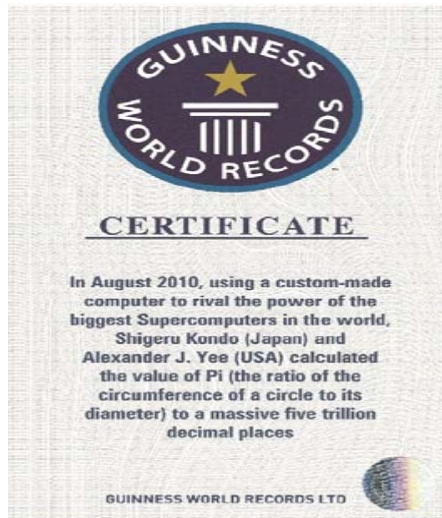 GUINNESS
WORLD RECORDS
CERTIFICATE
In August 2010, using a custom-made
computer to rival the power of the
biggest Supercomputers in the world,
Shigeru Kondo (Japan) and
Alexander J. Yee (USA) calculated
the value of Pi (the ratio of the
circumference of a circle to its
diameter) to a massive five trillion
decimal places
GUINNESS WORLD RECORDS LTD